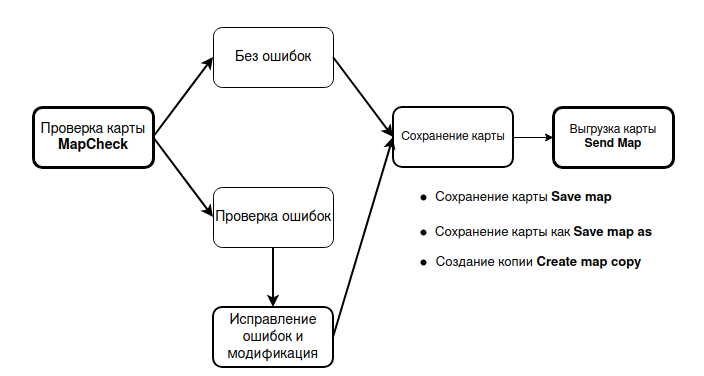 Без ошибок
Проверка карты
MapCheck
Сохранение карты
Выгрузка карты
Send Map
Проверка ошибок
Исправление
ошибок и
модификация
● Сохранение карты Save map
● Сохранение карты как Save map as
● Создание копии Create map copy